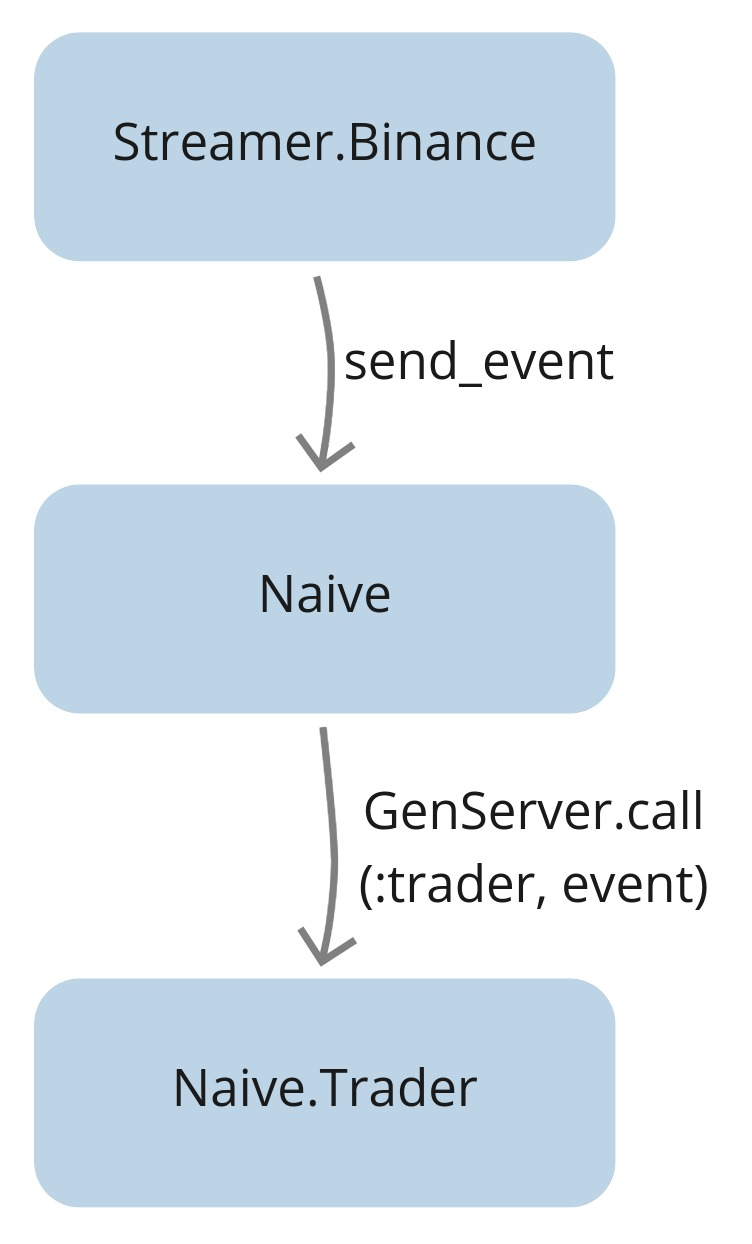 Streamer.Binance
send_event
Naive
GenServer.call
(:trader, event)
Naive.Trader